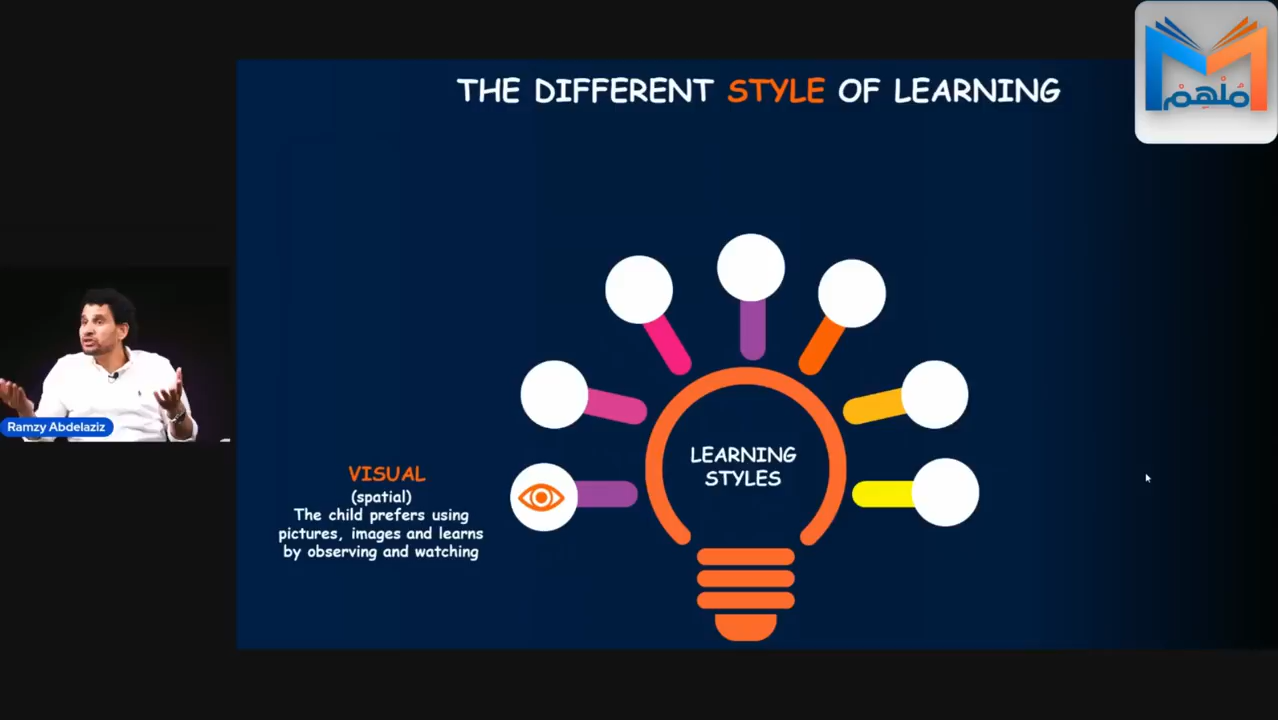 THE DIFFERENT STYLE OF LEARNING
مُلْهِمْ
Ramzy Abdelaziz
VISUAL
(spatial)
The child prefers using
pictures, images and learns
by observing and watching
LEARNING
STYLES